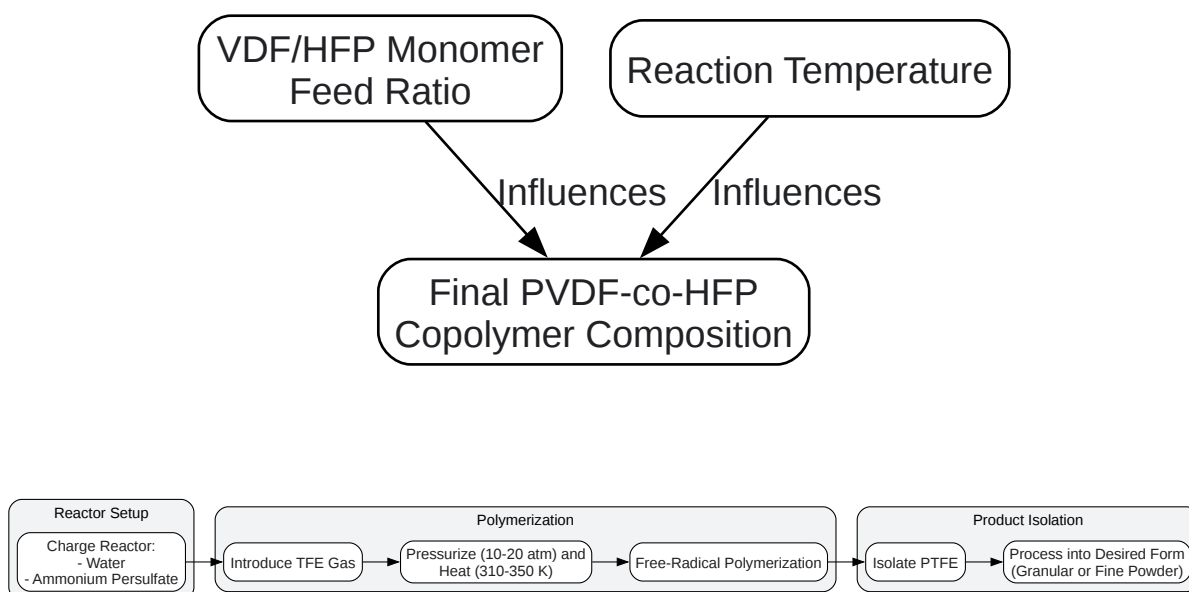 VDF/HFP Monomer
Feed Ratio
Reaction Temperature
Influences
Influences
Final PVDF-co-HFP
Copolymer Composition
Reactor Setup
Charge Reactor:
- Water
- Ammonium Persulfate
Polymerization
Introduce TFE Gas
Pressurize (10-20 atm) and
Heat (310-350 K)
Free-Radical Polymerization
Product Isolation
Isolate PTFE
Process into Desired Form
(Granular or Fine Powder)